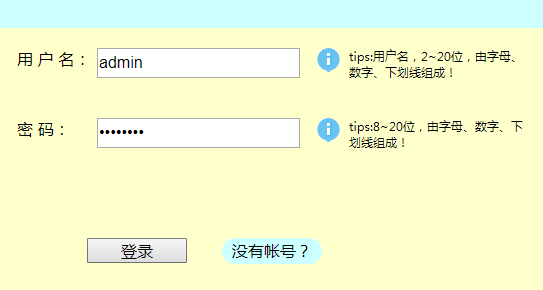 用 户 名： admin tips:用户名，2~20位，由字母、
数字、下划线组成！
密 码： •••••••• tips:8~20位，由字母、数字、下
划线组成！
登录 没有帐号？